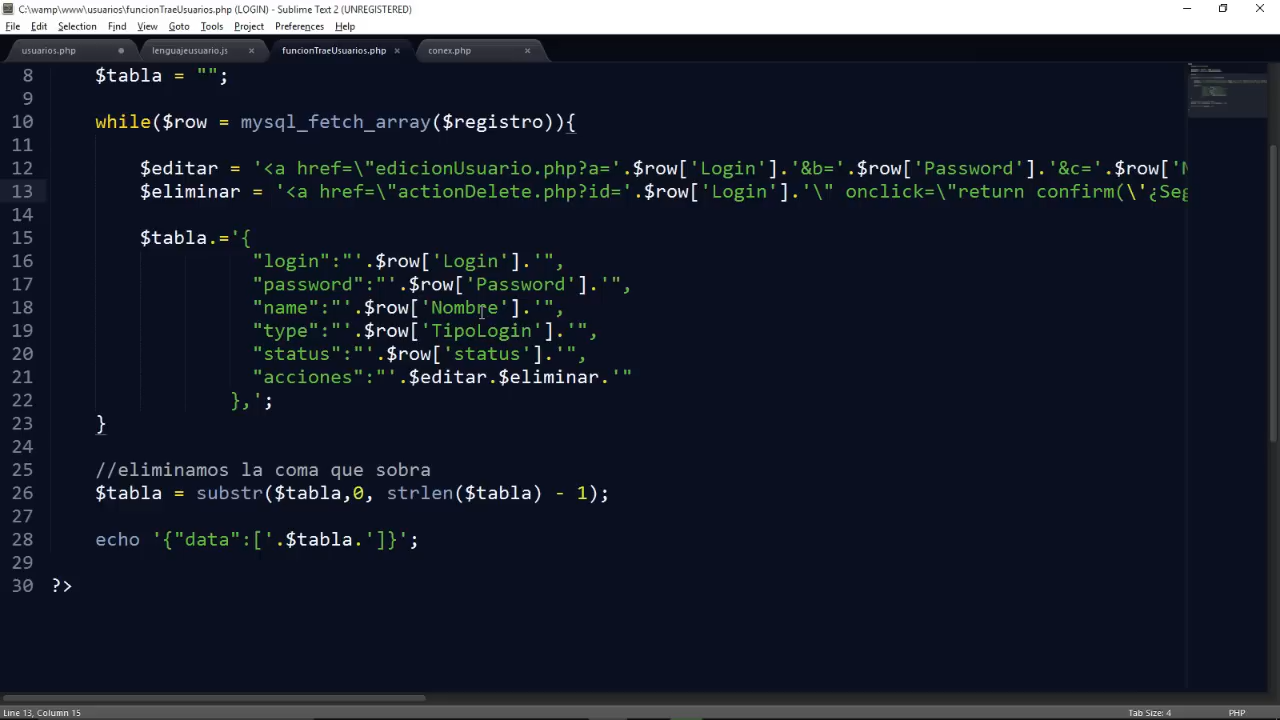 C:\wamp\www\usuarios\funcionTraeUsuarios.php (LOGIN) - Sublime Text 2 (UNREGISTERED)
File Edit Selection Find View Goto Tools Project Preferences Help
usuarios.php lenguajeusuario.js funcionTraeUsuarios.php conex.php
8 $tabla = "";
9
10 while($row = mysql_fetch_array($registro)){
11
12 $editar = '<a href=\"edicionUsuario.php?a='.$row['Login'].'&b='.$row['Password'].'&c='.$row['N
13 $eliminar = '<a href=\"actionDelete.php?id='.$row['Login'].'\" onclick=\"return confirm(\'¿Seg
14
15 $tabla.='{
16 "login":"'.$row['Login'].'",
17 "password":"'.$row['Password'].'",
18 "name":"'.$row['Nombre'].'",
19 "type":"'.$row['TipoLogin'].'",
20 "status":"'.$row['status'].'",
21 "acciones":"'.$editar.$eliminar.'"
22 },';
23 }
24
25 //eliminamos la coma que sobra
26 $tabla = substr($tabla,0, strlen($tabla) - 1);
27
28 echo '{"data":['.$tabla.']}';
29
30 ?>
Line 13, Column 15 Tab Size: 4 PHP